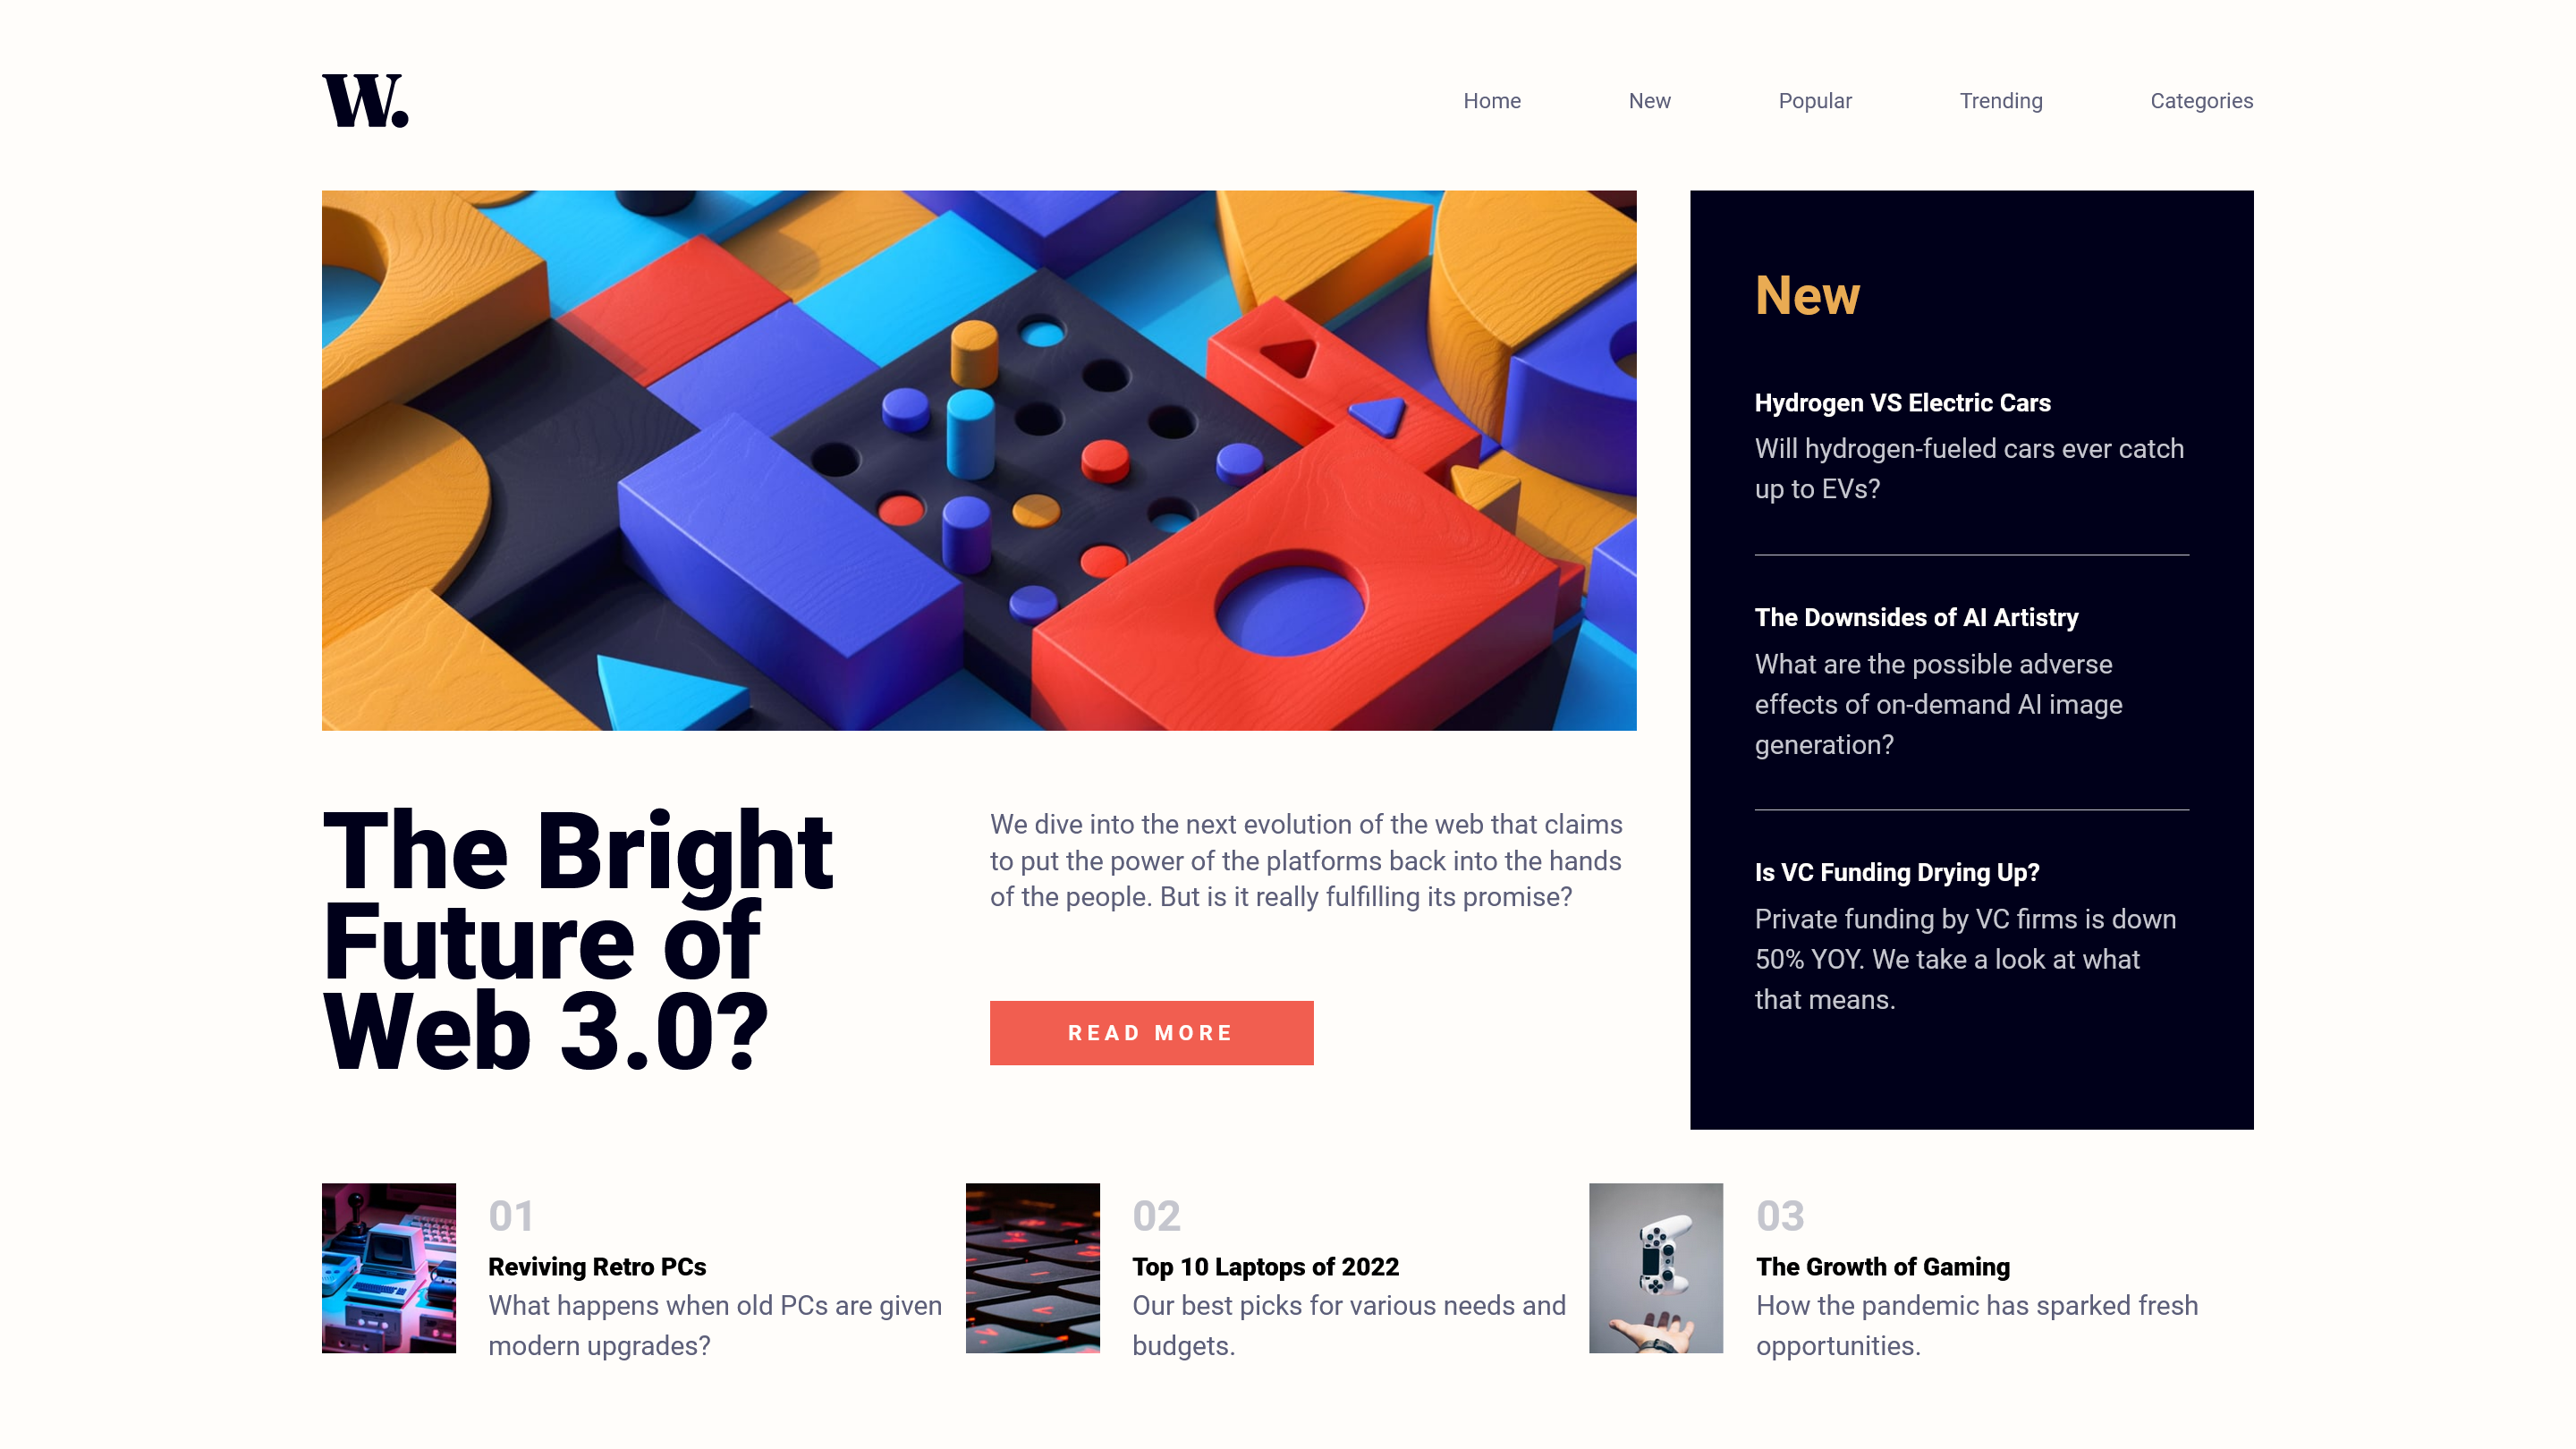 W.
Home
New
Popular
Trending
Categories
The Bright
Future of
Web 3.0?
We dive into the next evolution of the web that claims
to put the power of the platforms back into the hands
of the people. But is it really fulfilling its promise?
READ MORE
New
Hydrogen VS Electric Cars
Will hydrogen-fueled cars ever catch
up to EVs?
The Downsides of AI Artistry
What are the possible adverse
effects of on-demand AI image
generation?
Is VC Funding Drying Up?
Private funding by VC firms is down
50% YOY. We take a look at what
that means.
01
Reviving Retro PCs
What happens when old PCs are given
modern upgrades?
02
Top 10 Laptops of 2022
Our best picks for various needs and
budgets.
03
The Growth of Gaming
How the pandemic has sparked fresh
opportunities.